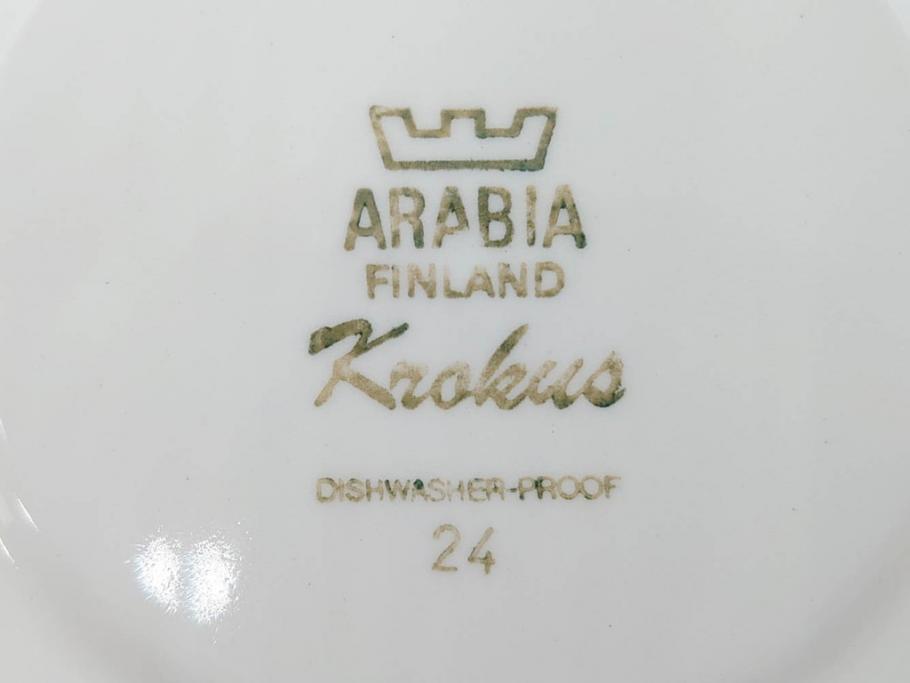 ARABIA
FINLAND
Krokus
DISHWASHER-PROOF
24